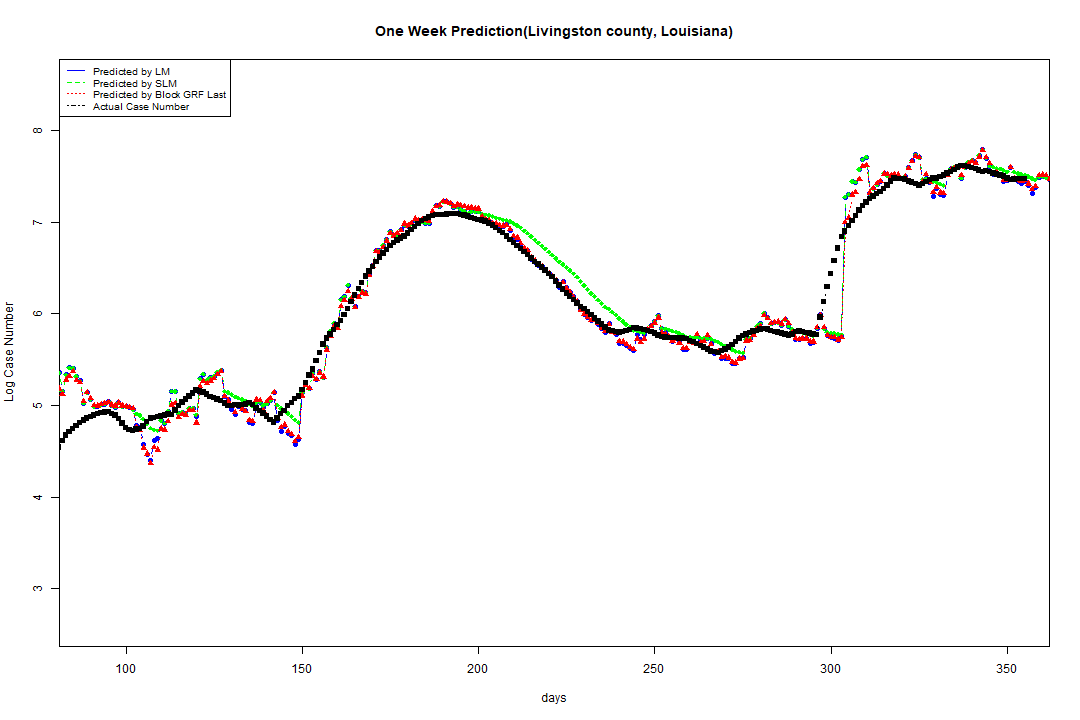 One Week Prediction(Livingston county, Louisiana)
Predicted by LM
Predicted by SLM
Predicted by Block GRF Last
Actual Case Number
8
7
6
5
4
3
Log Case Number
100 150 200 250 300 350
days